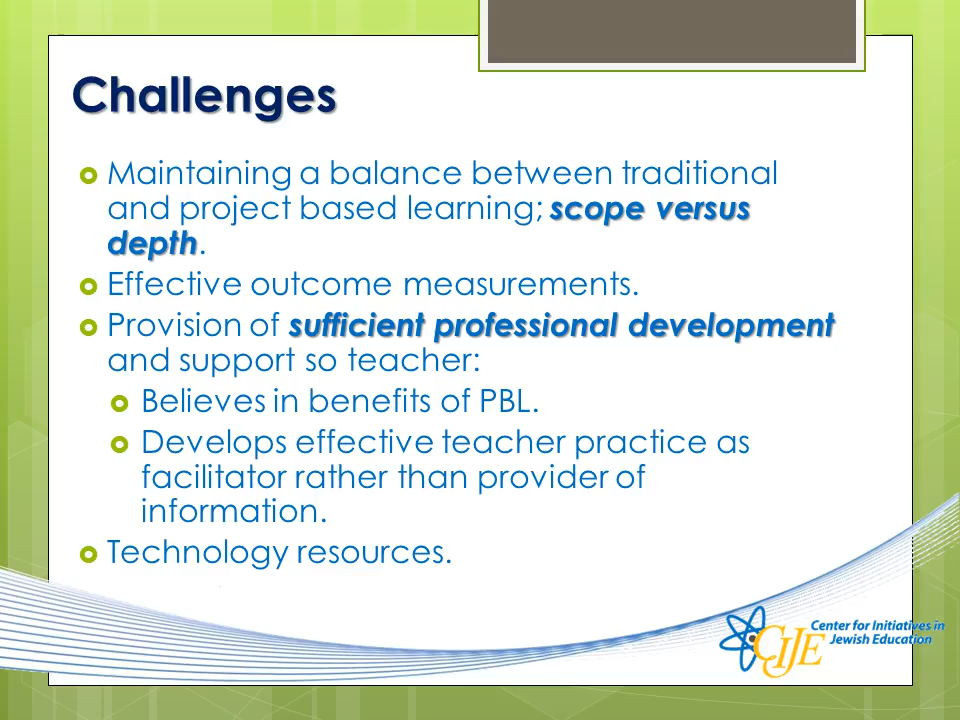 Challenges
Maintaining a balance between traditional
and project based learning; scope versus
depth.
Effective outcome measurements.
Provision of sufficient professional development
and support so teacher:
Believes in benefits of PBL.
Develops effective teacher practice as
facilitator rather than provider of
information.
Technology resources.
Center for Initiatives in
Jewish Education
CIJE